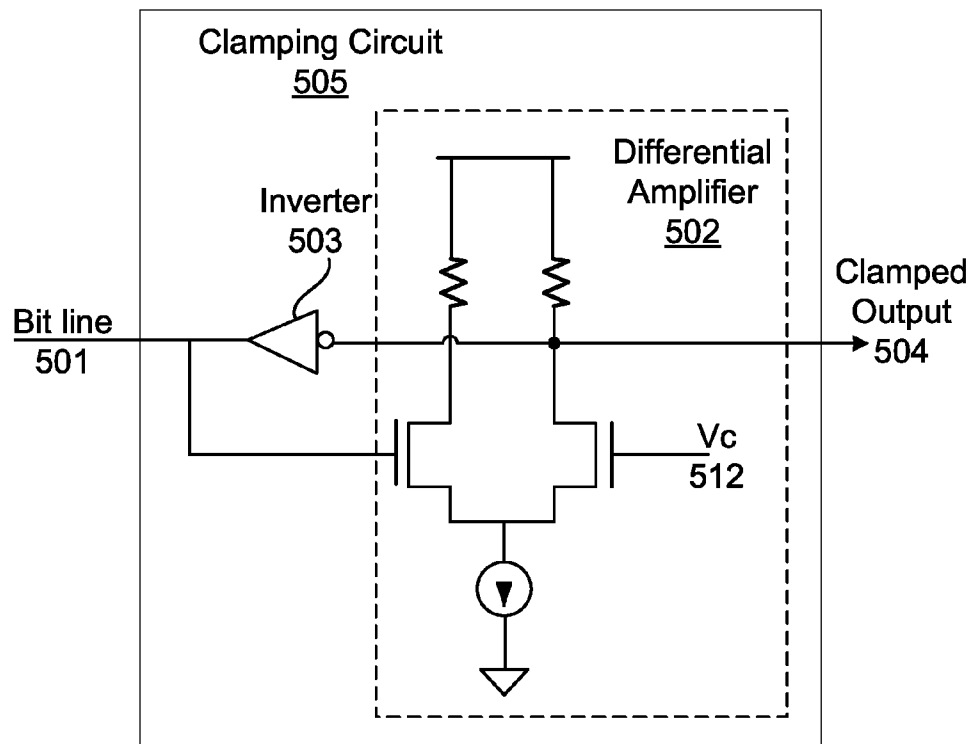 Clamping Circuit
505
Differential
Amplifier
502
Inverter
503
Clamped
Output
504
Bit line
501
Vc
512